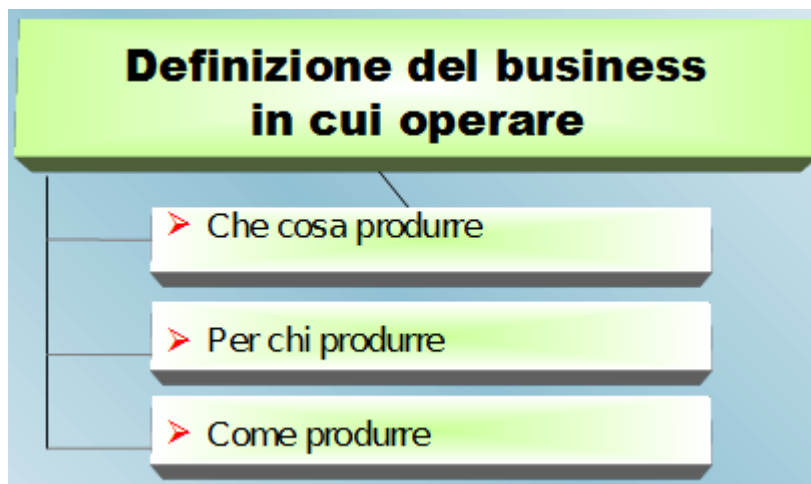 Definizione del business
in cui operare
➢ Che cosa produrre
➢ Per chi produrre
➢ Come produrre